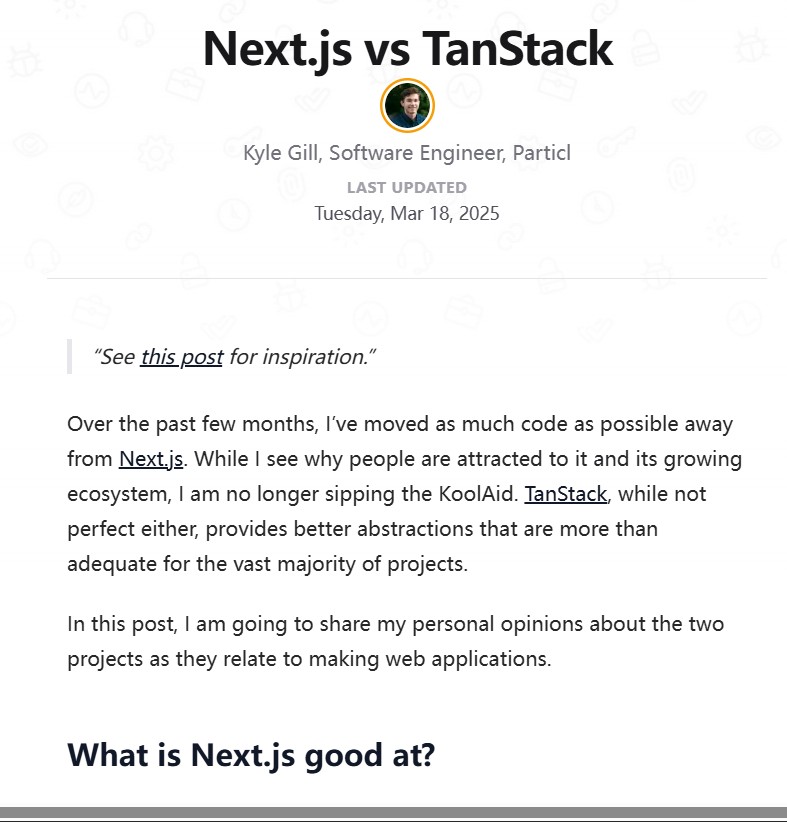 Next.js vs TanStack
Kyle Gill, Software Engineer, Particl
LAST UPDATED
Tuesday, Mar 18, 2025
“See this post for inspiration.”
Over the past few months, I’ve moved as much code as possible away
from Next.js. While I see why people are attracted to it and its growing
ecosystem, I am no longer sipping the KoolAid. TanStack, while not
perfect either, provides better abstractions that are more than
adequate for the vast majority of projects.
In this post, I am going to share my personal opinions about the two
projects as they relate to making web applications.
What is Next.js good at?